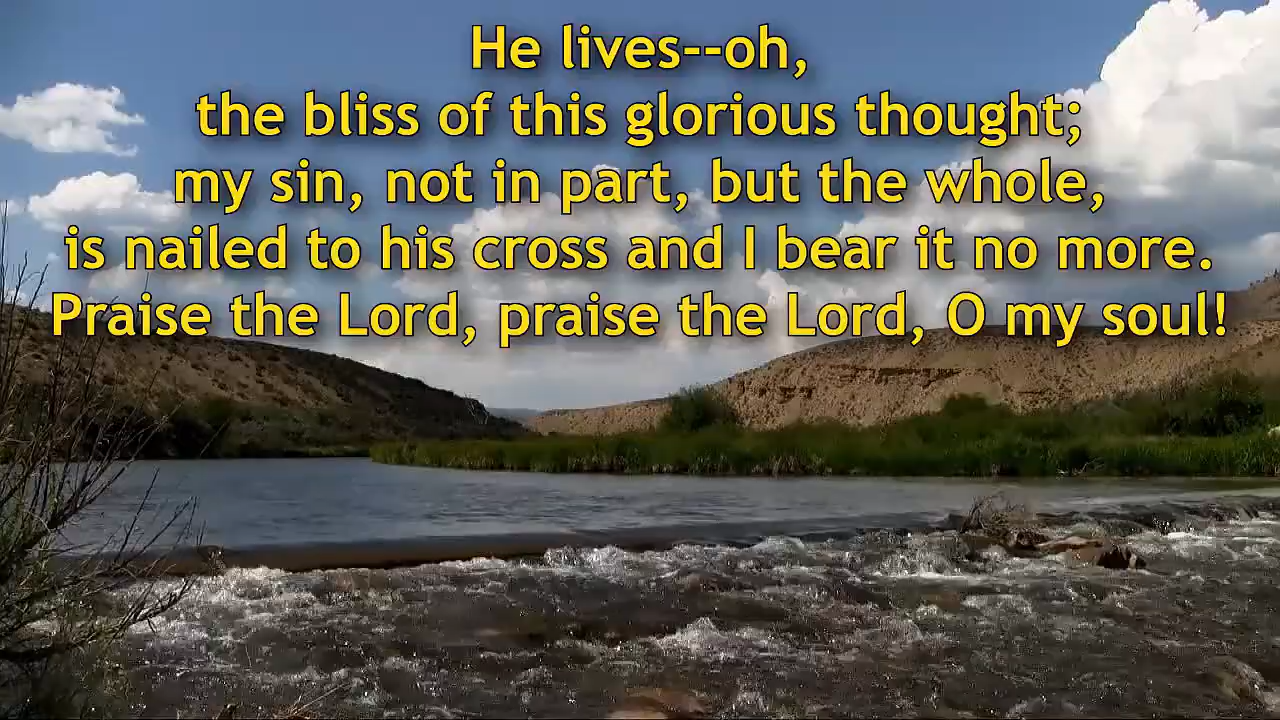 He lives--oh,
the bliss of this glorious thought;
my sin, not in part, but the whole,
is nailed to his cross and I bear it no more.
Praise the Lord, praise the Lord, O my soul!